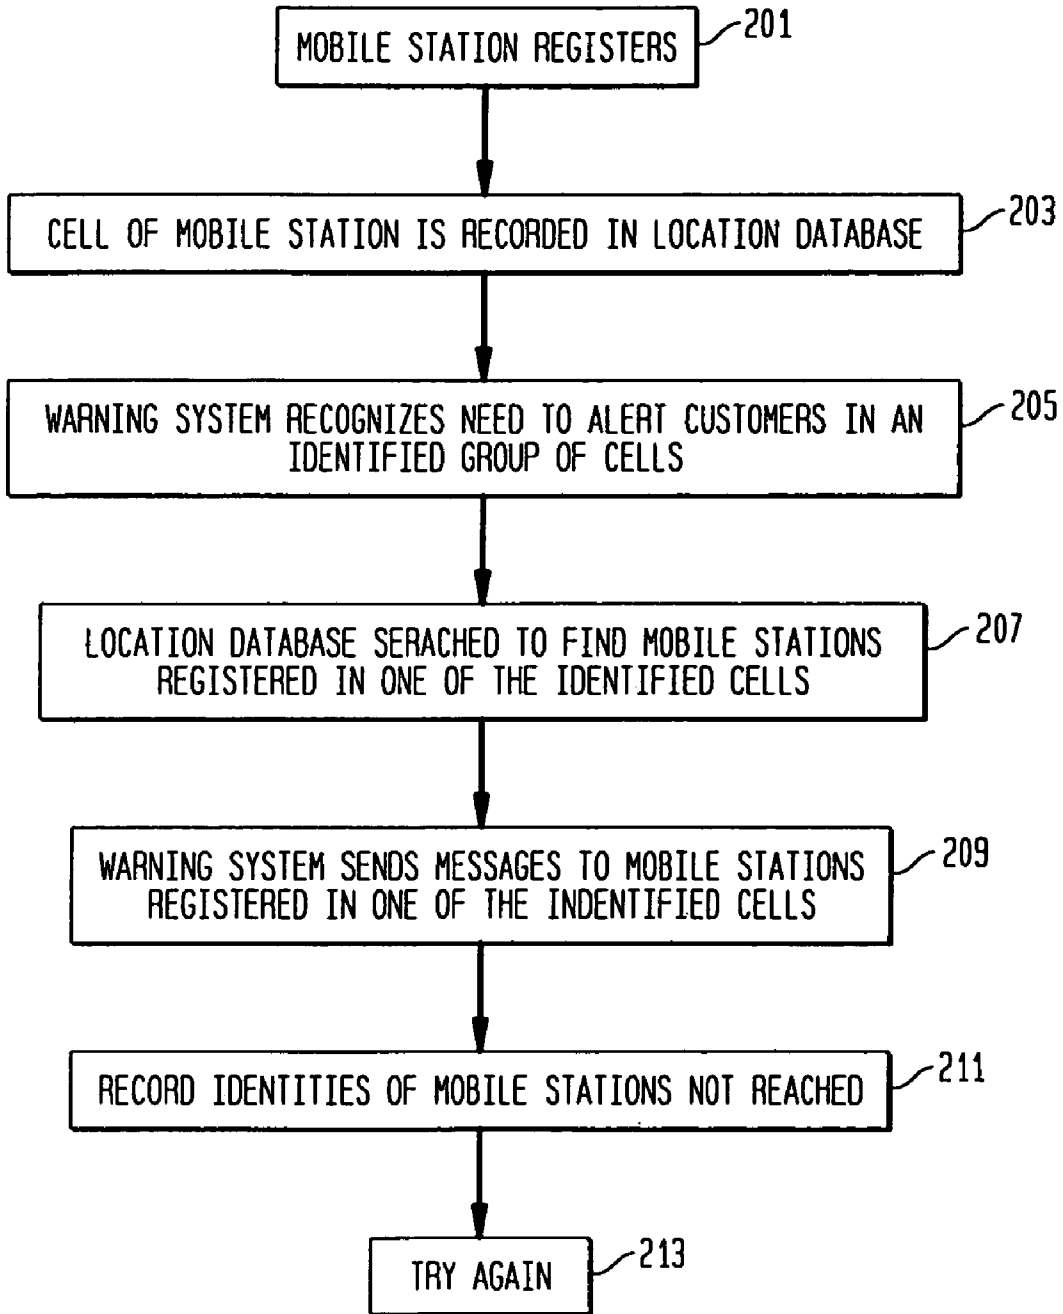 MOBILE STATION REGISTERS
201
CELL OF MOBILE STATION IS RECORDED IN LOCATION DATABASE
203
WARNING SYSTEM RECOGNIZES NEED TO ALERT CUSTOMERS IN AN
IDENTIFIED GROUP OF CELLS
205
LOCATION DATABASE SERACHED TO FIND MOBILE STATIONS
REGISTERED IN ONE OF THE IDENTIFIED CELLS
207
WARNING SYSTEM SENDS MESSAGES TO MOBILE STATIONS
REGISTERED IN ONE OF THE INDENTIFIED CELLS
209
RECORD IDENTITIES OF MOBILE STATIONS NOT REACHED
211
TRY AGAIN
213